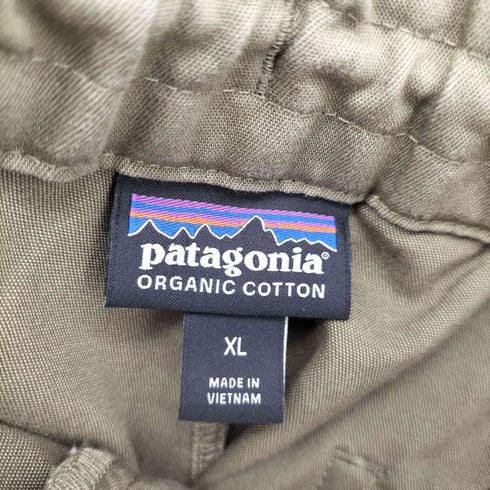 patagonia®
ORGANIC COTTON
XL
MADE IN
VIETNAM